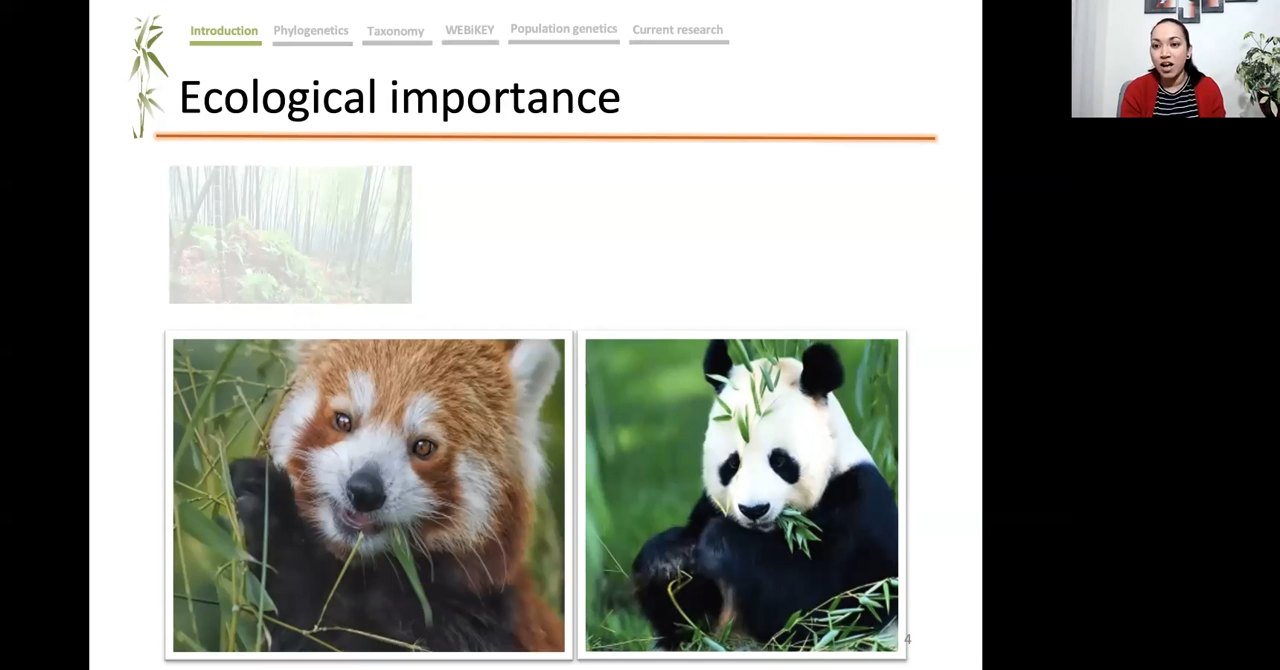 Introduction Phylogenetics Taxonomy WEBiKEY Population genetics Current research
Ecological importance
4